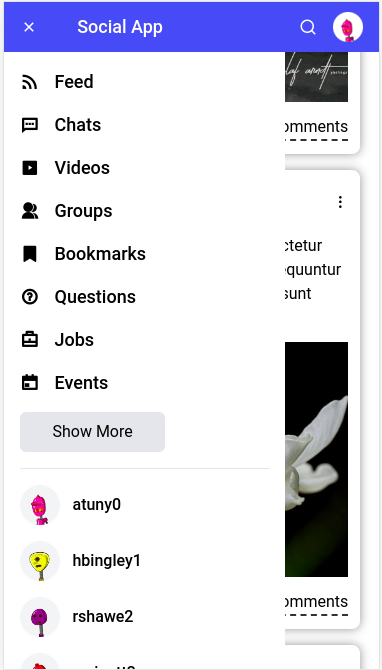 Social App
Feed
Chats
Videos
Groups
Bookmarks
Questions
Jobs
Events
Show More
atuny0
hbingley1
rshawe2
omments
ctetur
equuntur
sunt
omments